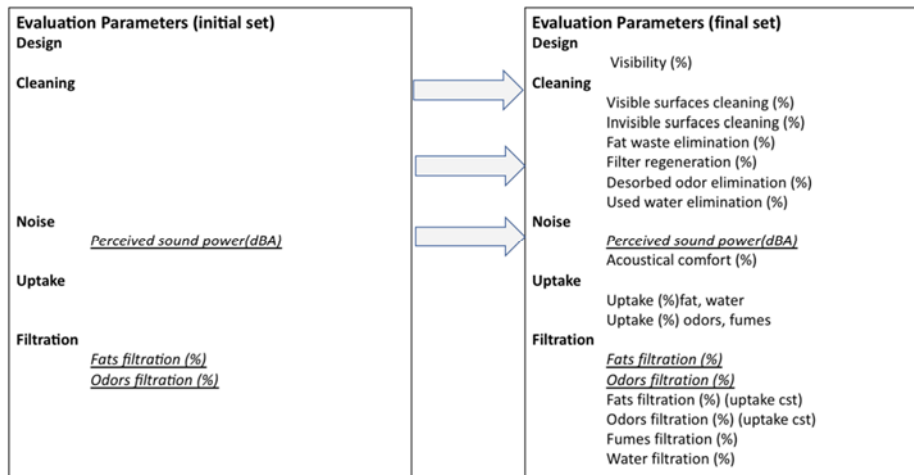 Evaluation Parameters (initial set)
Design
Cleaning
Noise
Perceived sound power(dBA)
Uptake
Filtration
Fats filtration (%)
Odors filtration (%)
Evaluation Parameters (final set)
Design
Visibility (%)
Cleaning
Visible surfaces cleaning (%)
Invisible surfaces cleaning (%)
Fat waste elimination (%)
Filter regeneration (%)
Desorbed odor elimination (%)
Used water elimination (%)
Noise
Perceived sound power(dBA)
Acoustical comfort (%)
Uptake
Uptake (%)fat, water
Uptake (%) odors, fumes
Filtration
Fats filtration (%)
Odors filtration (%)
Fats filtration (%) (uptake cst)
Odors filtration (%) (uptake cst)
Fumes filtration (%)
Water filtration (%)